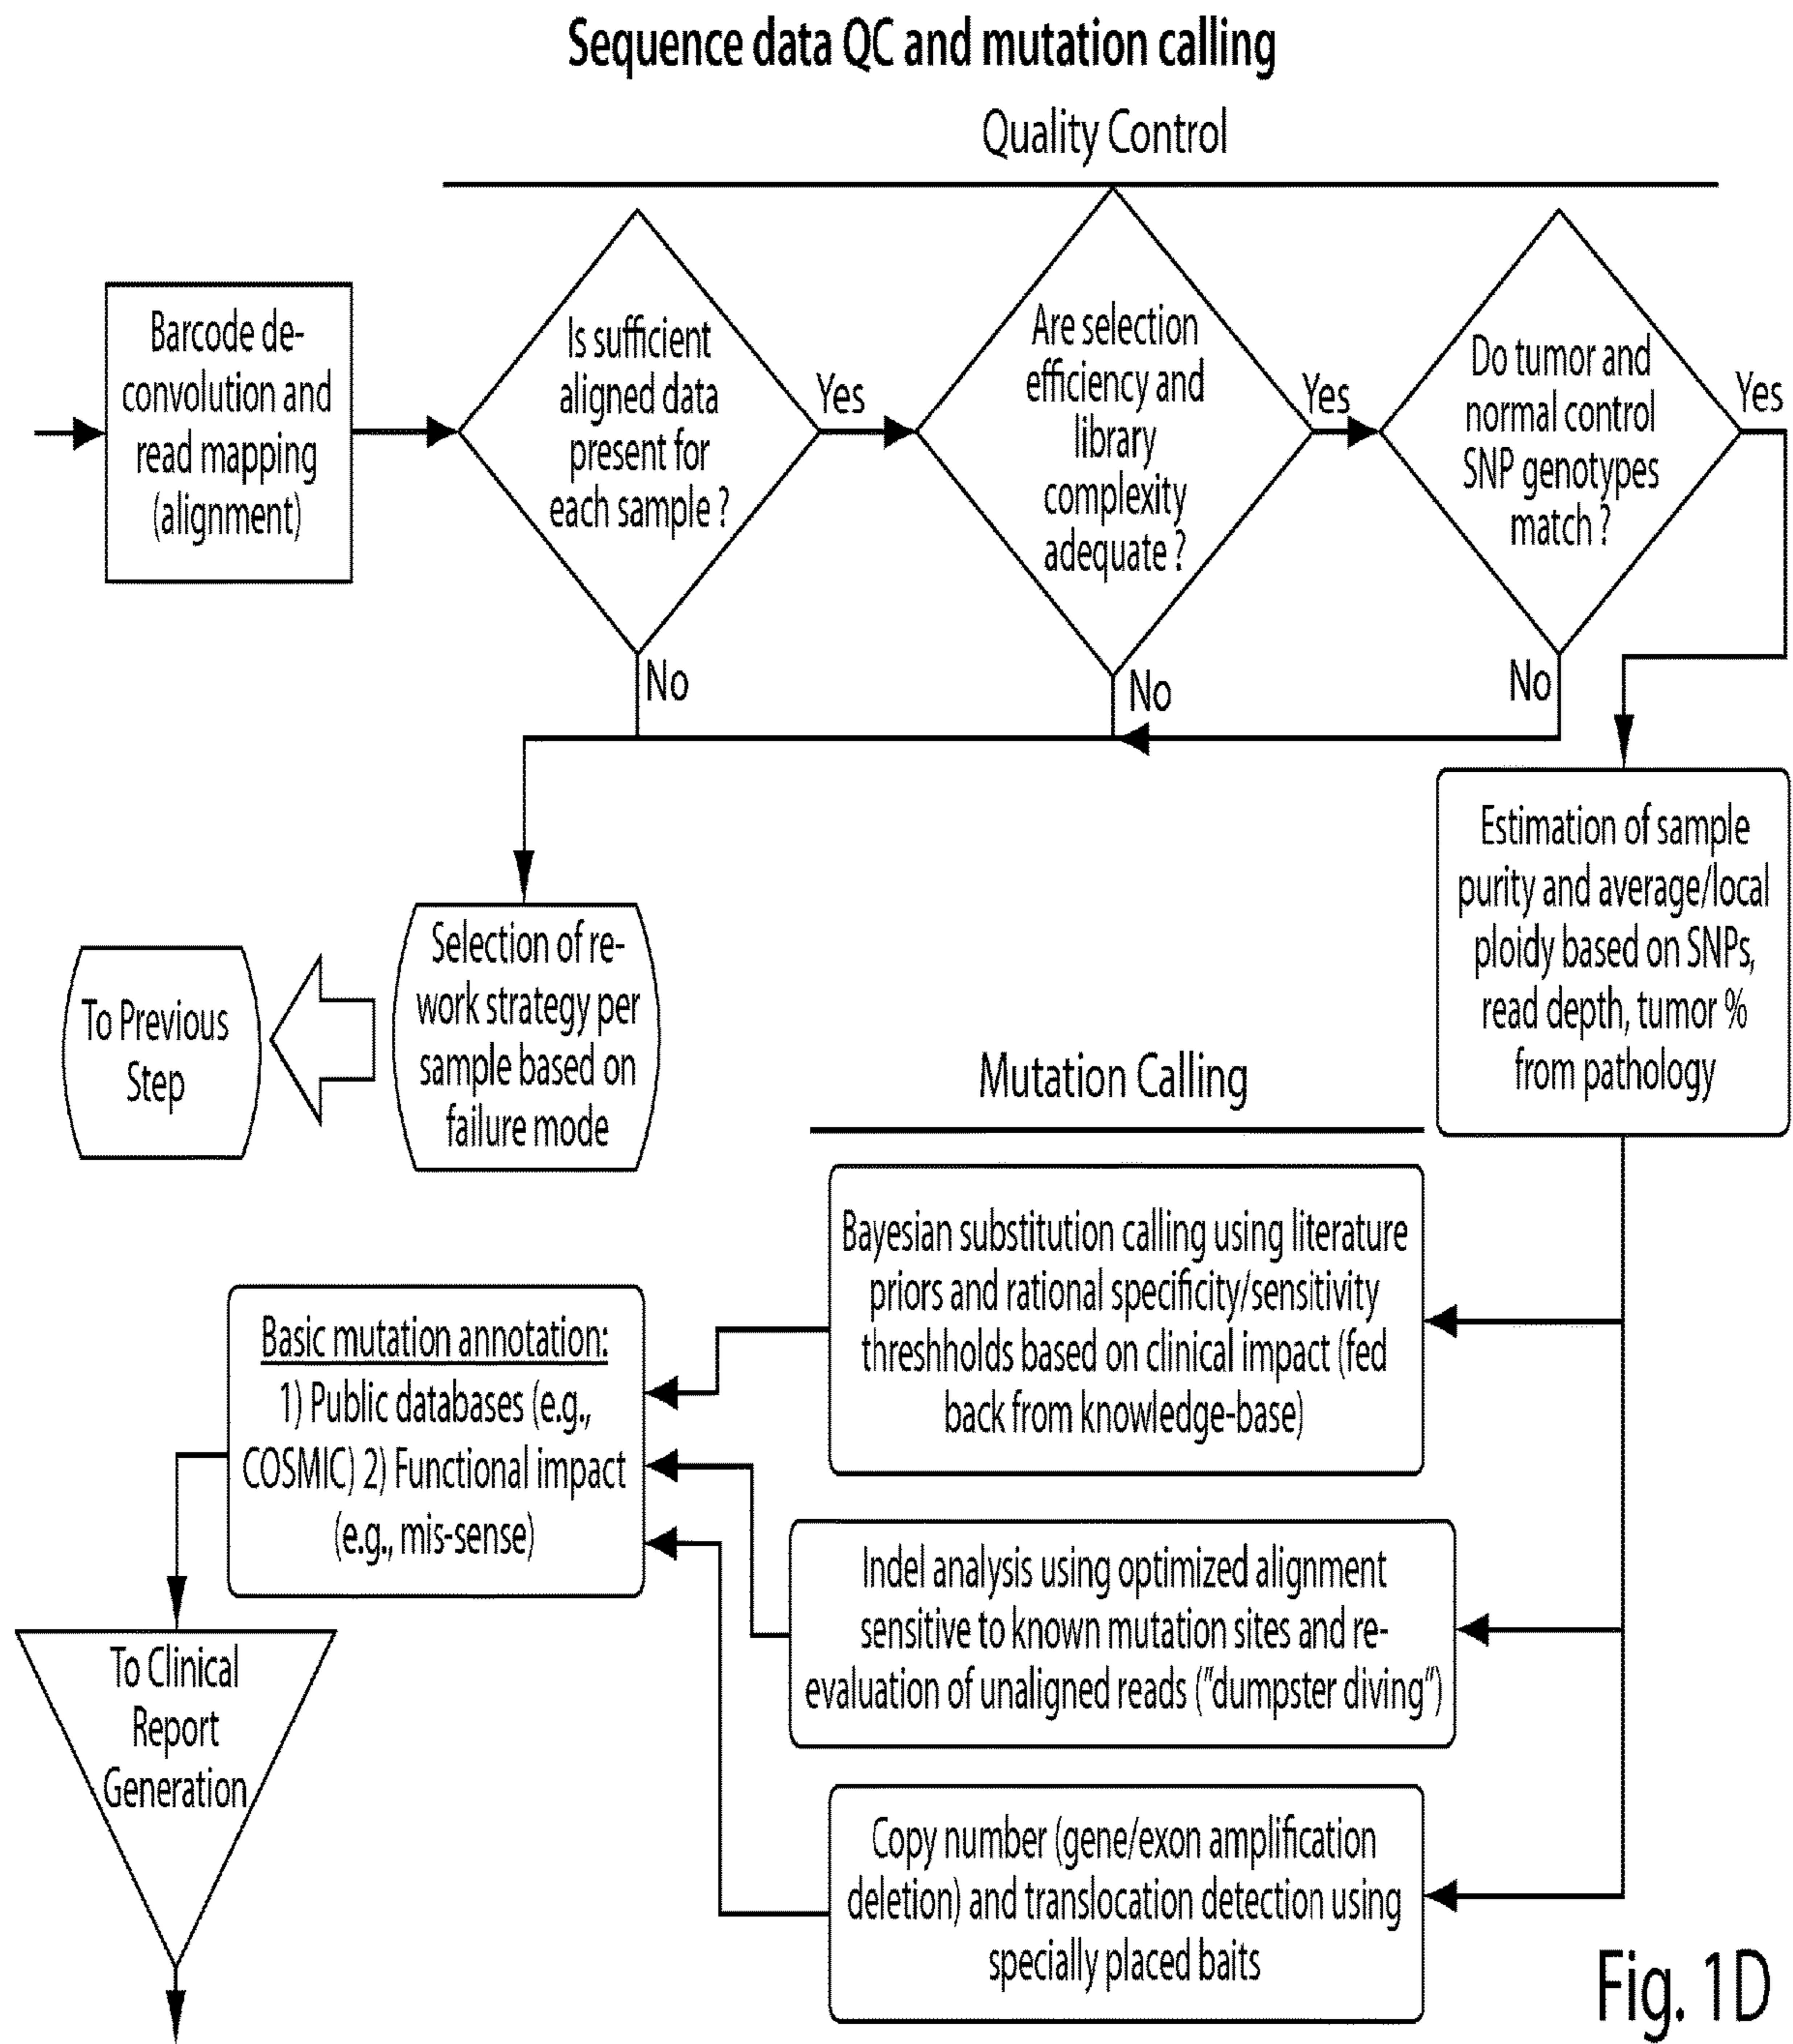 Sequence data QC and mutation calling
Quality Control
Barcode de-
convolution and
read mapping
(alignment)
Is sufficient
aligned data
present for
each sample ?
Yes
No
Are selection
efficiency and
library
complexity
adequate ?
Yes
No
Do tumor and
normal control
SNP genotypes
match ?
Yes
No
Estimation of sample
purity and average/local
ploidy based on SNPs,
read depth, tumor %
from pathology
Selection of re-
work strategy per
sample based on
failure mode
To Previous
Step
Mutation Calling
Bayesian substitution calling using literature
priors and rational specificity/sensitivity
threshholds based on clinical impact (fed
back from knowledge-base)
Indel analysis using optimized alignment
sensitive to known mutation sites and re-
evaluation of unaligned reads ("dumpster diving")
Copy number (gene/exon amplification
deletion) and translocation detection using
specially placed baits
Basic mutation annotation:
1) Public databases (e.g.,
COSMIC) 2) Functional impact
(e.g., mis-sense)
To Clinical
Report
Generation
Fig. 1D